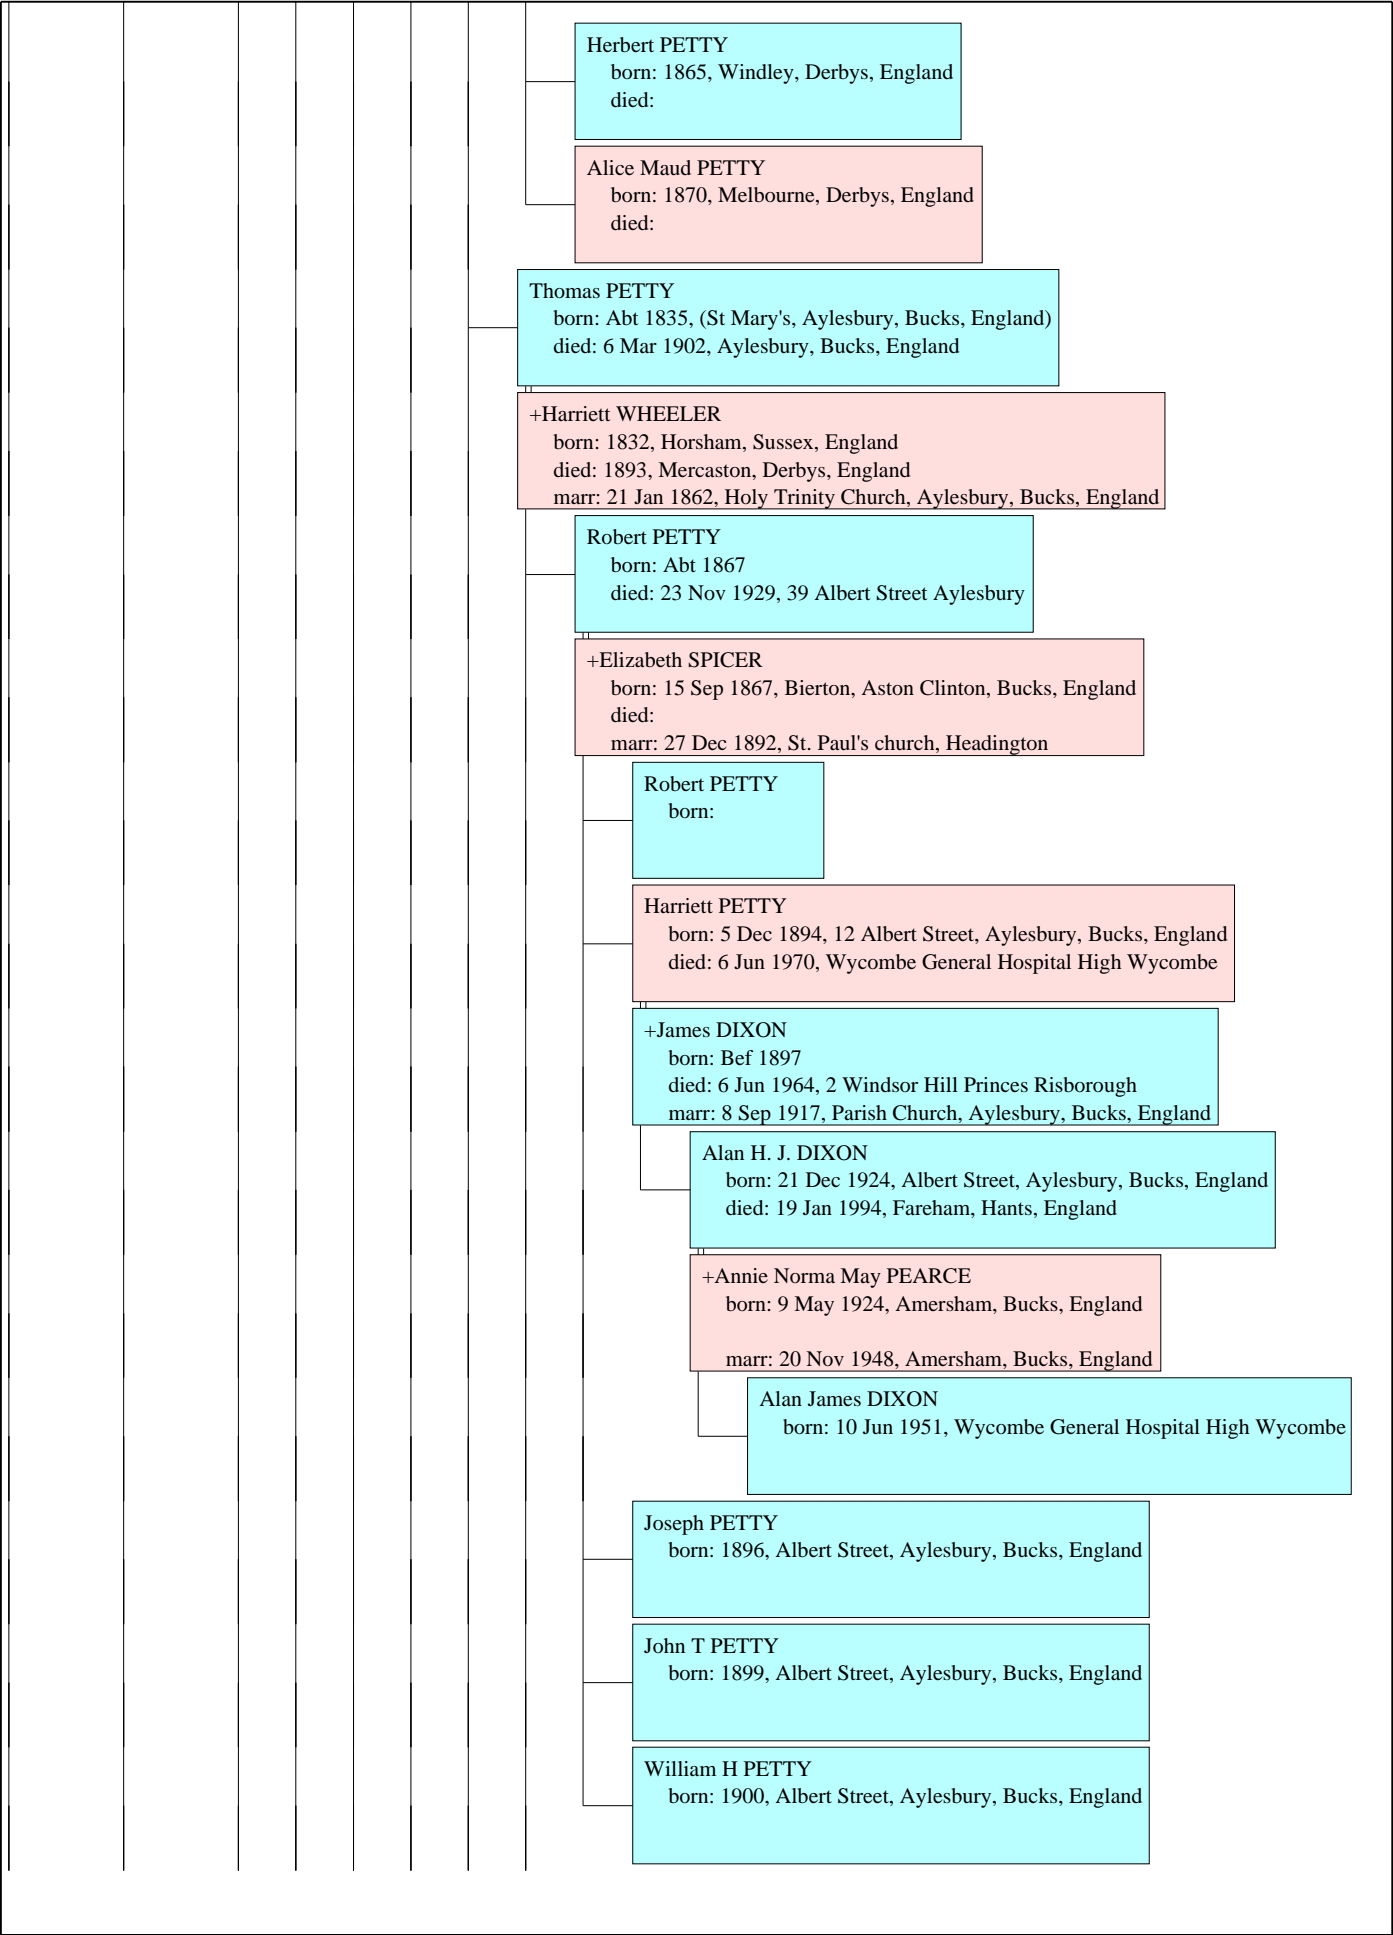 Herbert PETTY
born: 1865, Windley, Derbys, England
died:
Alice Maud PETTY
born: 1870, Melbourne, Derbys, England
died:
Thomas PETTY
born: Abt 1835, (St Mary's, Aylesbury, Bucks, England)
died: 6 Mar 1902, Aylesbury, Bucks, England
+Harriett WHEELER
born: 1832, Horsham, Sussex, England
died: 1893, Mercaston, Derbys, England
marr: 21 Jan 1862, Holy Trinity Church, Aylesbury, Bucks, England
Robert PETTY
born: Abt 1867
died: 23 Nov 1929, 39 Albert Street Aylesbury
+Elizabeth SPICER
born: 15 Sep 1867, Bierton, Aston Clinton, Bucks, England
died:
marr: 27 Dec 1892, St. Paul's church, Headington
Robert PETTY
born:
Harriett PETTY
born: 5 Dec 1894, 12 Albert Street, Aylesbury, Bucks, England
died: 6 Jun 1970, Wycombe General Hospital High Wycombe
+James DIXON
born: Bef 1897
died: 6 Jun 1964, 2 Windsor Hill Princes Risborough
marr: 8 Sep 1917, Parish Church, Aylesbury, Bucks, England
Alan H. J. DIXON
born: 21 Dec 1924, Albert Street, Aylesbury, Bucks, England
died: 19 Jan 1994, Fareham, Hants, England
+Annie Norma May PEARCE
born: 9 May 1924, Amersham, Bucks, England
marr: 20 Nov 1948, Amersham, Bucks, England
Alan James DIXON
born: 10 Jun 1951, Wycombe General Hospital High Wycombe
Joseph PETTY
born: 1896, Albert Street, Aylesbury, Bucks, England
John T PETTY
born: 1899, Albert Street, Aylesbury, Bucks, England
William H PETTY
born: 1900, Albert Street, Aylesbury, Bucks, England